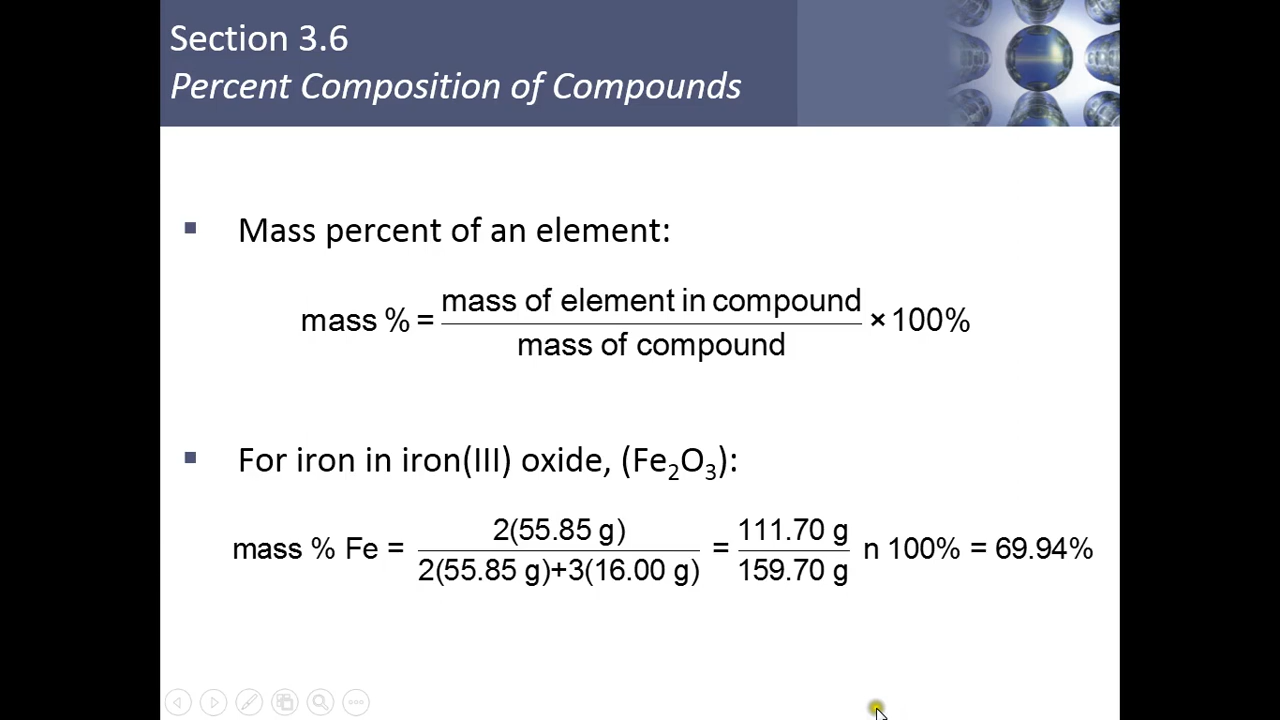 Section 3.6
Percent Composition of Compounds
▪ Mass percent of an element:
mass % = mass of element in compound / mass of compound × 100%
▪ For iron in iron(III) oxide, (Fe₂O₃):
mass % Fe = 2(55.85 g) / 2(55.85 g)+3(16.00 g) = 111.70 g / 159.70 g n 100% = 69.94%